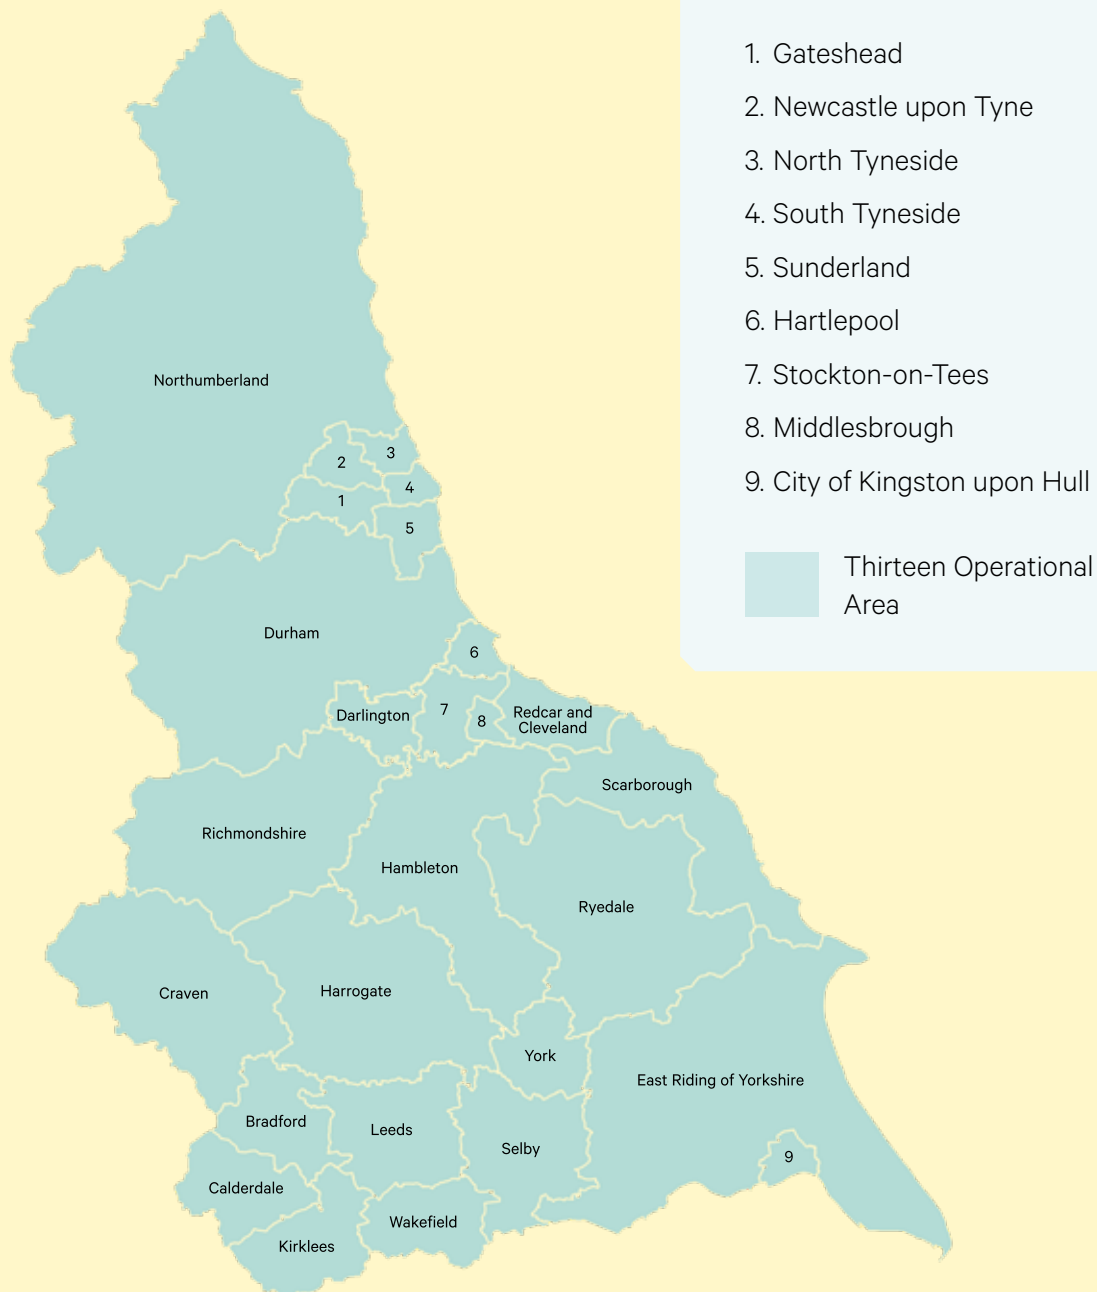 1. Gateshead
2. Newcastle upon Tyne
3. North Tyneside
4. South Tyneside
5. Sunderland
6. Hartlepool
7. Stockton-on-Tees
8. Middlesbrough
9. City of Kingston upon Hull
Thirteen Operational
Area
Northumberland
3
2
4
1
5
Durham
6
7
Darlington
8
Redcar and
Cleveland
Scarborough
Richmondshire
Hambleton
Ryedale
Craven
Harrogate
York
East Riding of Yorkshire
Bradford
Leeds
Selby
9
Calderdale
Wakefield
Kirklees